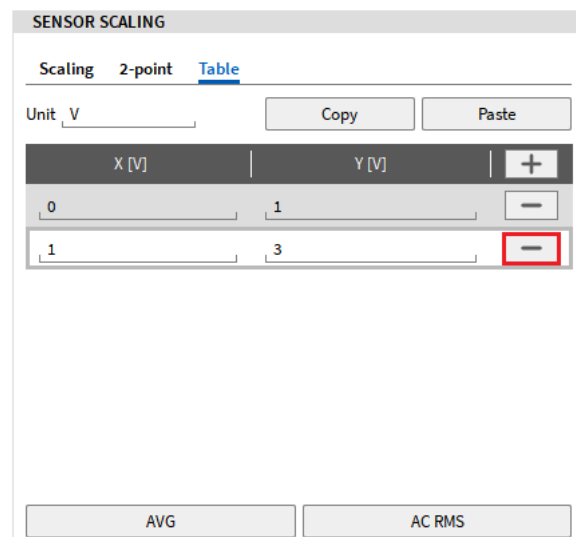 SENSOR SCALING
Scaling 2-point Table
Unit V Copy Paste
X [V] Y [V] +
0 1 −
1 3 −
AVG AC RMS